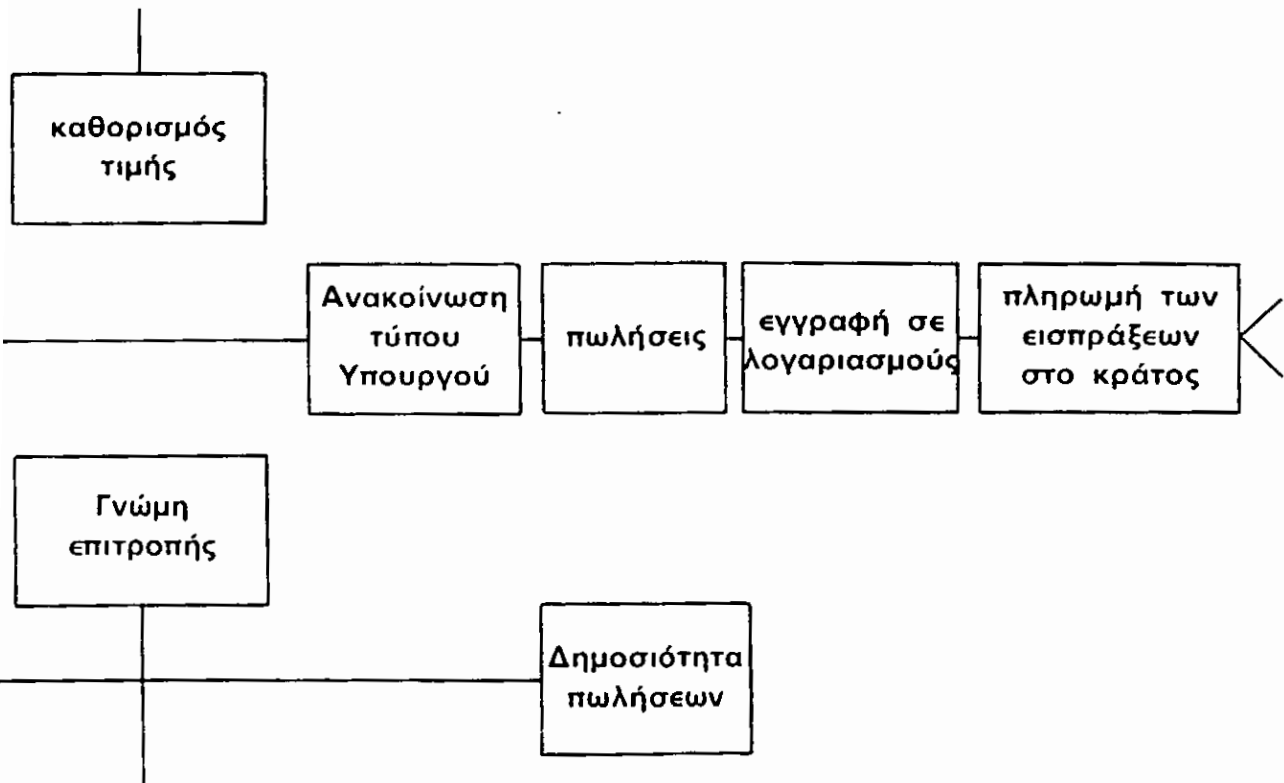 καθορισμός
τιμής
Ανακοίνωση
τύπου
Υπουργού
πωλήσεις
εγγραφή σε
λογαριασμούς
πληρωμή των
εισπράξεων
στο κράτος
Γνώμη
επιτροπής
Δημοσιότητα
πωλήσεων